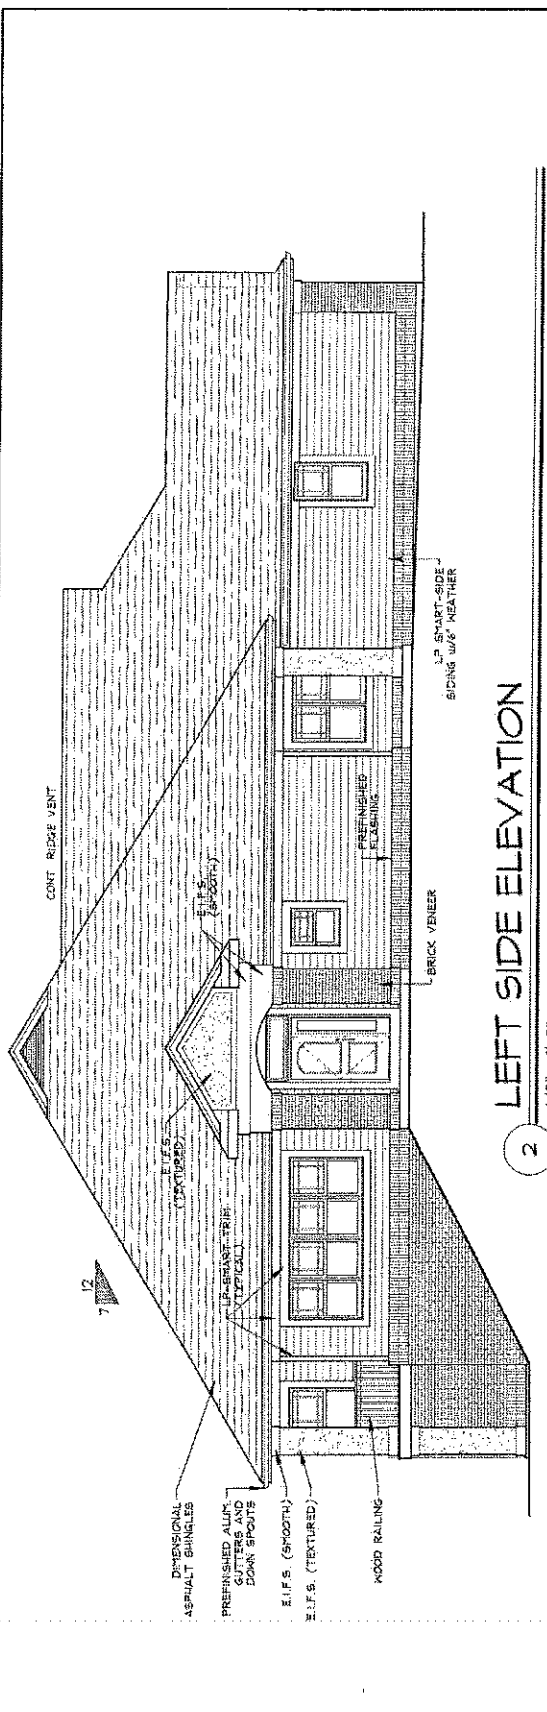 CONT RIDGE VENT
12
7
DIMENSIONAL
ASPHALT SHINGLES
PREFINISHED ALUM.
GUTTERS AND
DOWN SPOUTS
E.I.F.S. (SMOOTH)
E.I.F.S. (TEXTURED)
WOOD RAILING
LP-SMART TRIM
(TYPICAL)
E.I.F.S.
(TEXTURED)
E.I.F.S.
(SMOOTH)
BRICK VENEER
PREFINISHED
FLASHING
LP SMART-SIDE
SIDING W/6" WEATHER
2
LEFT SIDE ELEVATION